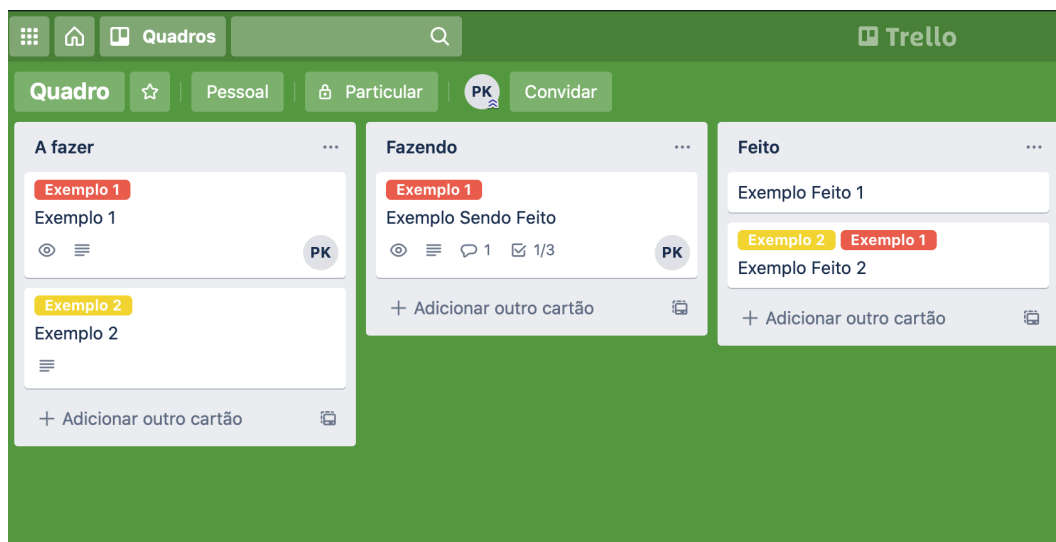 Quadros
Trello
Quadro
Pessoal
Particular
PK
Convidar
A fazer
Exemplo 1
Exemplo 1
PK
Exemplo 2
Exemplo 2
+ Adicionar outro cartão
Fazendo
Exemplo 1
Exemplo Sendo Feito
1 1/3
PK
+ Adicionar outro cartão
Feito
Exemplo Feito 1
Exemplo 2 Exemplo 1
Exemplo Feito 2
+ Adicionar outro cartão